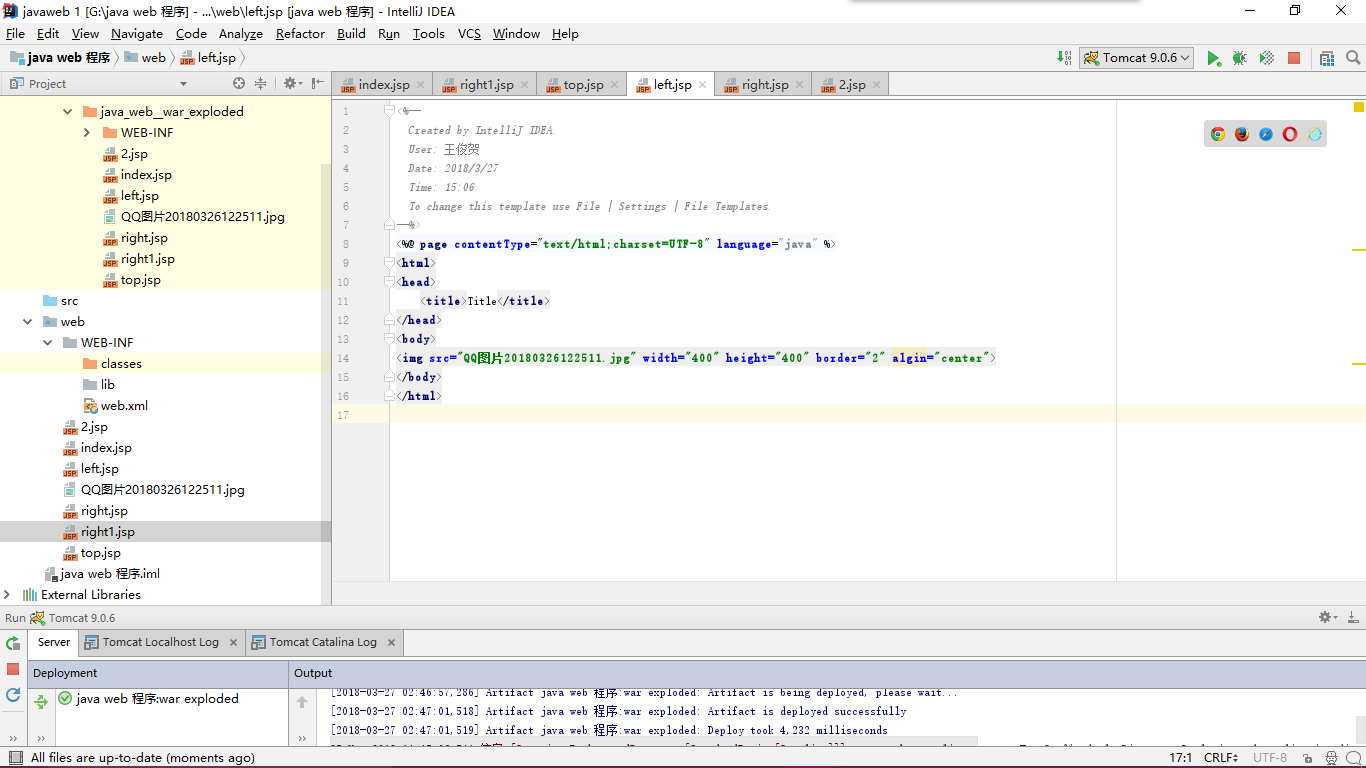 javaweb 1 [G:\java web 程序] - ...\web\left.jsp [java web 程序] - IntelliJ IDEA
File Edit View Navigate Code Analyze Refactor Build Run Tools VCS Window Help
java web 程序 web left.jsp
Tomcat 9.0.6
Project
index.jsp right1.jsp top.jsp left.jsp right.jsp 2.jsp
java_web__war_exploded
WEB-INF
2.jsp
index.jsp
left.jsp
QQ图片20180326122511.jpg
right.jsp
right1.jsp
top.jsp
src
web
WEB-INF
classes
lib
web.xml
2.jsp
index.jsp
left.jsp
QQ图片20180326122511.jpg
right.jsp
right1.jsp
top.jsp
java web 程序.iml
External Libraries
1 <%--
2 Created by IntelliJ IDEA.
3 User: 王俊贺
4 Date: 2018/3/27
5 Time: 15:06
6 To change this template use File | Settings | File Templates.
7 --%>
8 <%@ page contentType="text/html;charset=UTF-8" language="java" %>
9 <html>
10 <head>
11 <title>Title</title>
12 </head>
13 <body>
14 <img src="QQ图片20180326122511.jpg" width="400" height="400" border="2" algin="center">
15 </body>
16 </html>
17
Run Tomcat 9.0.6
Server Tomcat Localhost Log Tomcat Catalina Log
Deployment Output
java web 程序:war exploded
[2018-03-27 02:46:57,286] Artifact java web 程序:war exploded: Artifact is being deployed, please wait...
[2018-03-27 02:47:01,518] Artifact java web 程序:war exploded: Artifact is deployed successfully
[2018-03-27 02:47:01,519] Artifact java web 程序:war exploded: Deploy took 4,232 milliseconds
All files are up-to-date (moments ago)
17:1 CRLF UTF-8